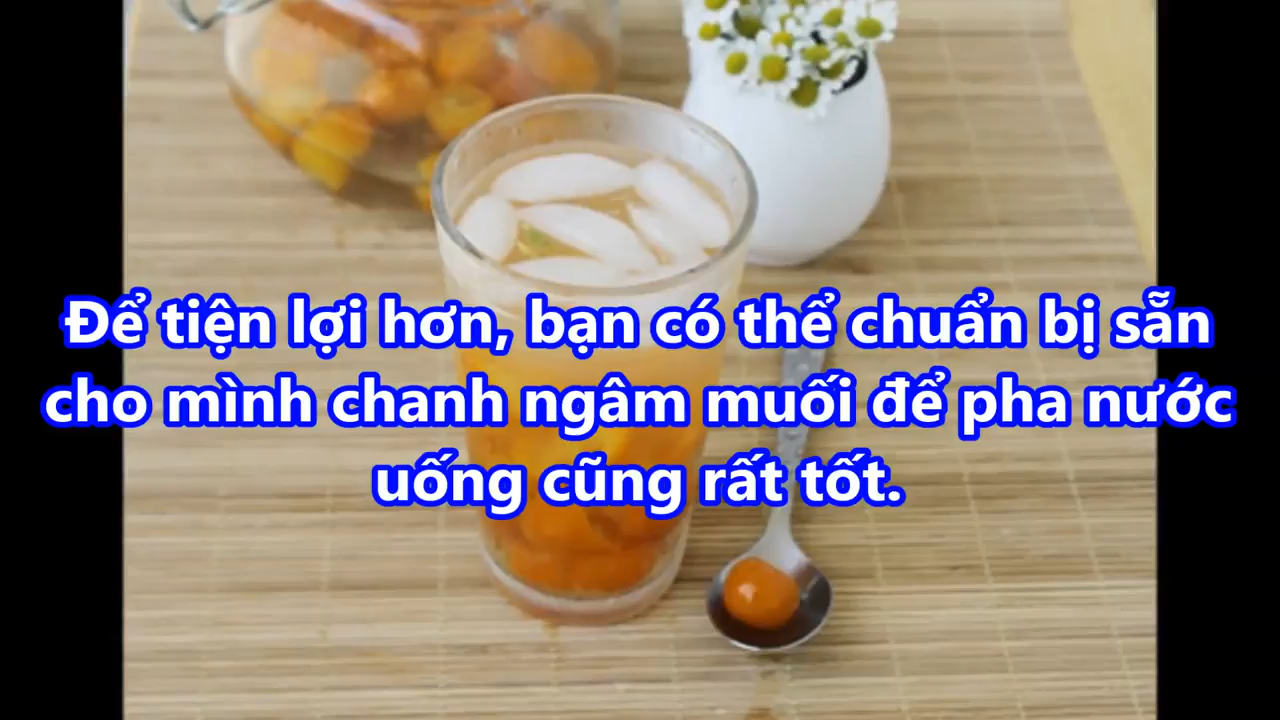 Để tiện lợi hơn, bạn có thể chuẩn bị sẵn
cho mình chanh ngâm muối để pha nước
uống cũng rất tốt.